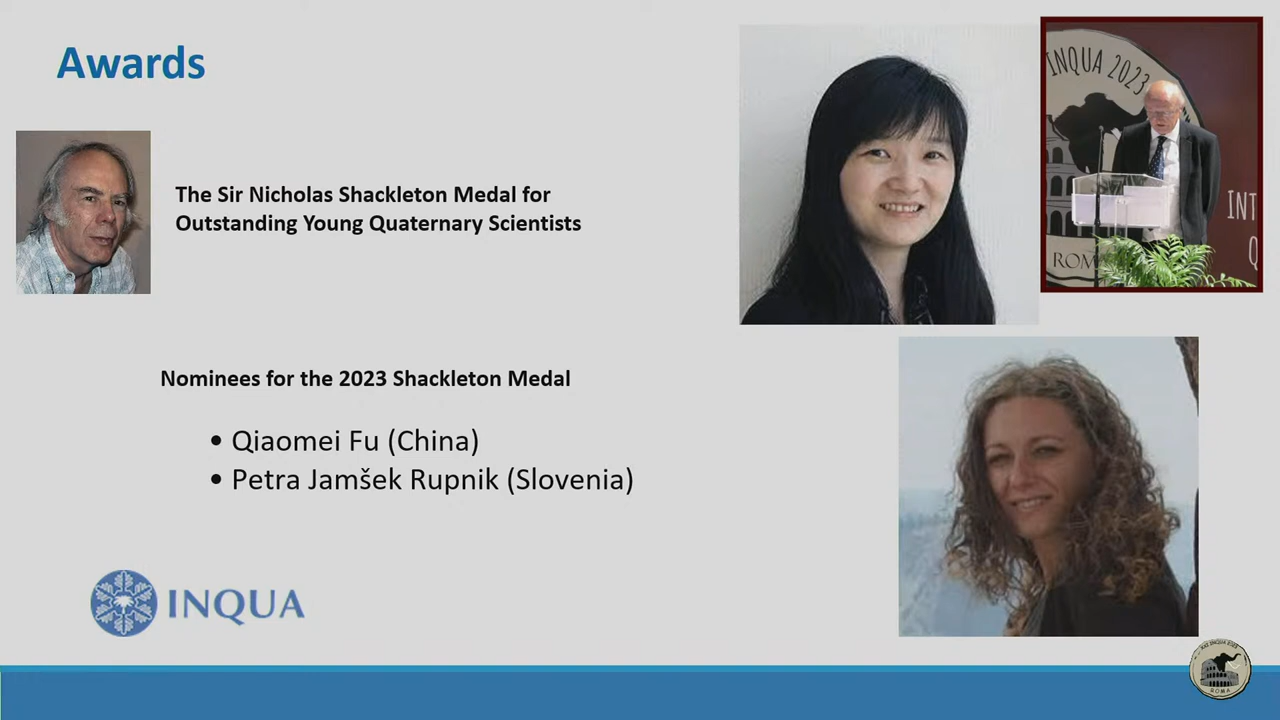 Awards
The Sir Nicholas Shackleton Medal for
Outstanding Young Quaternary Scientists
Nominees for the 2023 Shackleton Medal
• Qiaomei Fu (China)
• Petra Jamšek Rupnik (Slovenia)
INQUA
INQUA 2023
INT
Q
ROMA